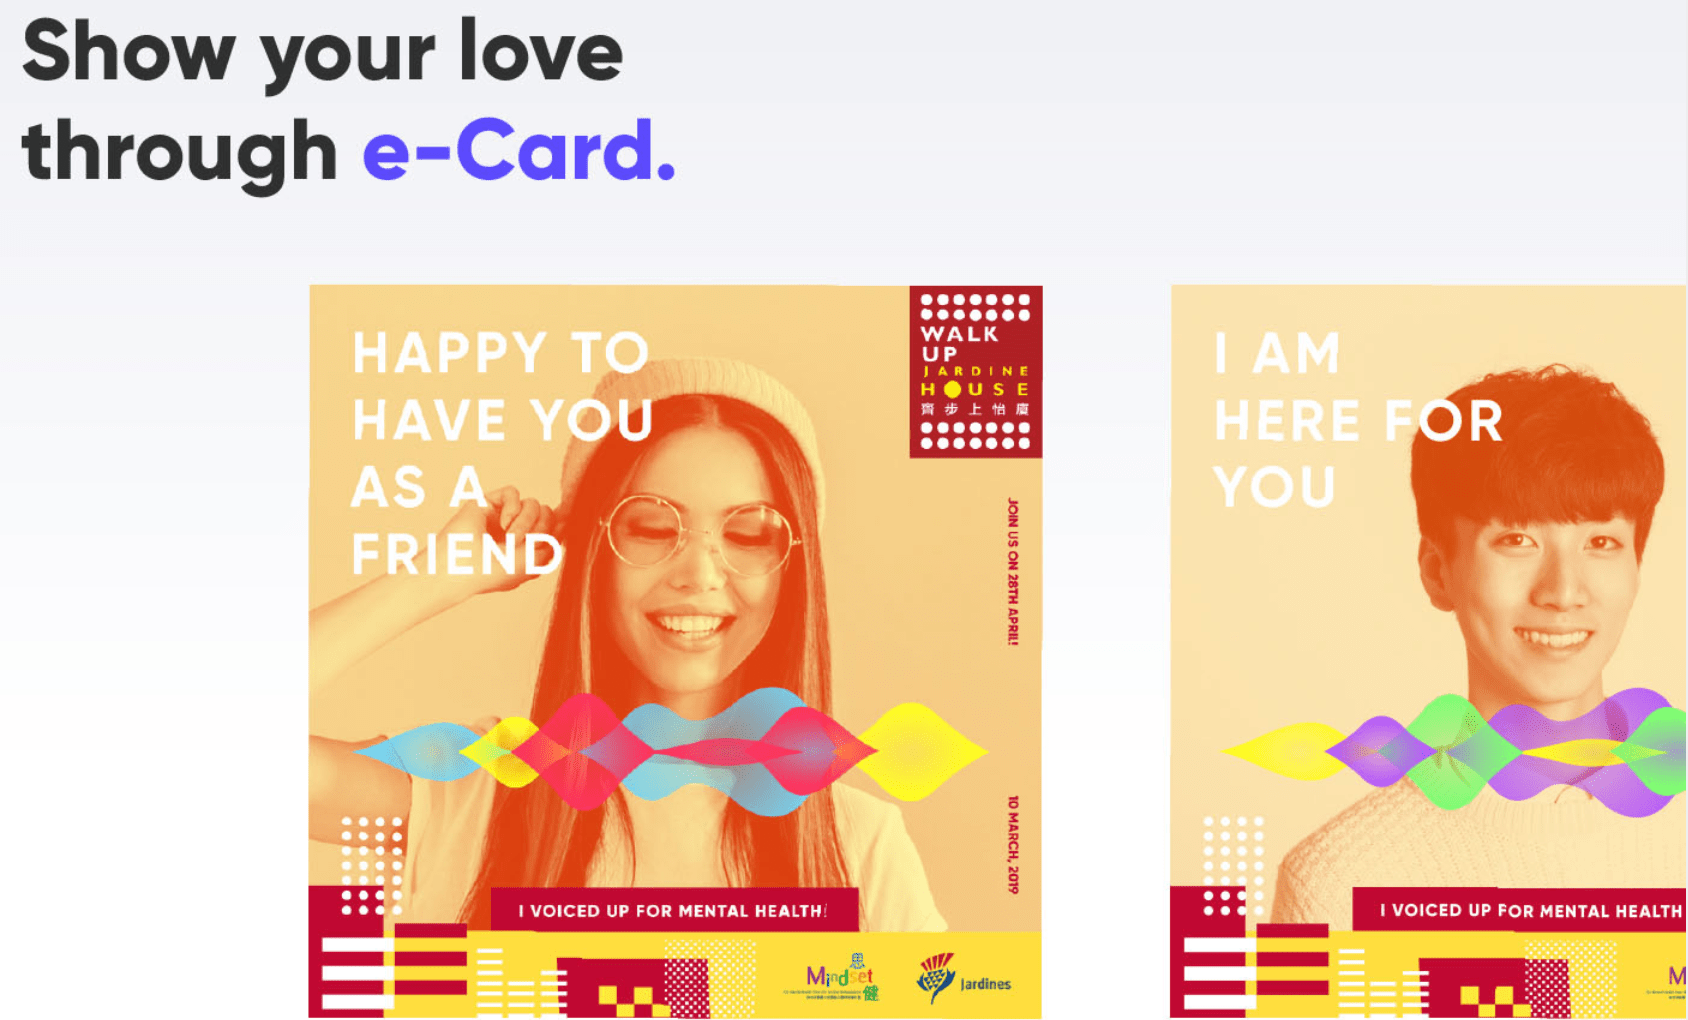 Show your love
through e-Card.
HAPPY TO
HAVE YOU
AS A
FRIEND
WALK
UP
JARDINE
HOUSE
齊步上怡廈
JOIN US ON 28TH APRIL!
10 MARCH, 2019
I VOICED UP FOR MENTAL HEALTH!
Mindset
健
Jardines
I AM
HERE FOR
YOU
I VOICED UP FOR MENTAL HEALTH
M